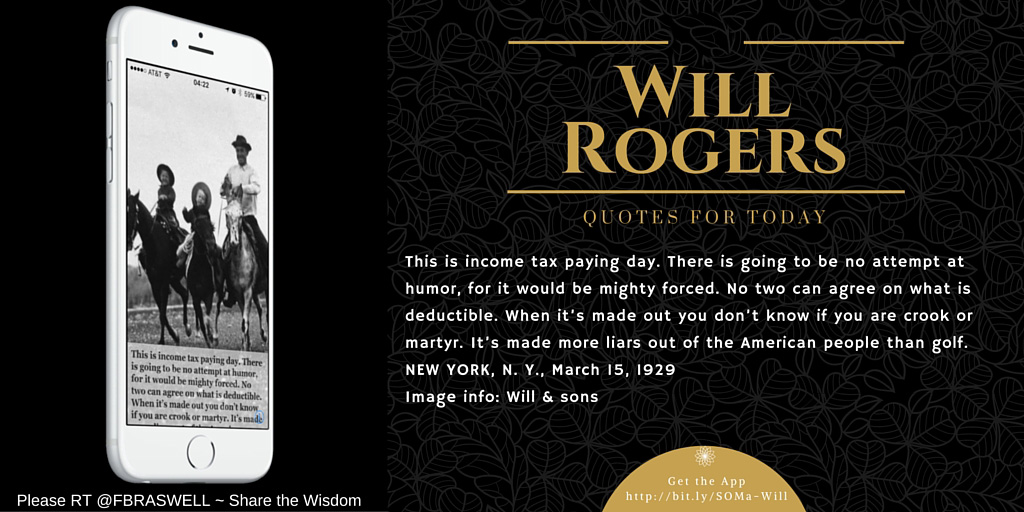 AT&T
04:22
59%
This is income tax paying day. There
is going to be no attempt at humor,
for it would be mighty forced. No
two can agree on what is deductible.
When it's made out you don't know
if you are crook or martyr. It's made
Please RT @FBRASWELL ~ Share the Wisdom
WILL
ROGERS
QUOTES FOR TODAY
This is income tax paying day. There is going to be no attempt at
humor, for it would be mighty forced. No two can agree on what is
deductible. When it's made out you don't know if you are crook or
martyr. It's made more liars out of the American people than golf.
NEW YORK, N. Y., March 15, 1929
Image info: Will & sons
Get the App
http://bit.ly/SOMa-Will